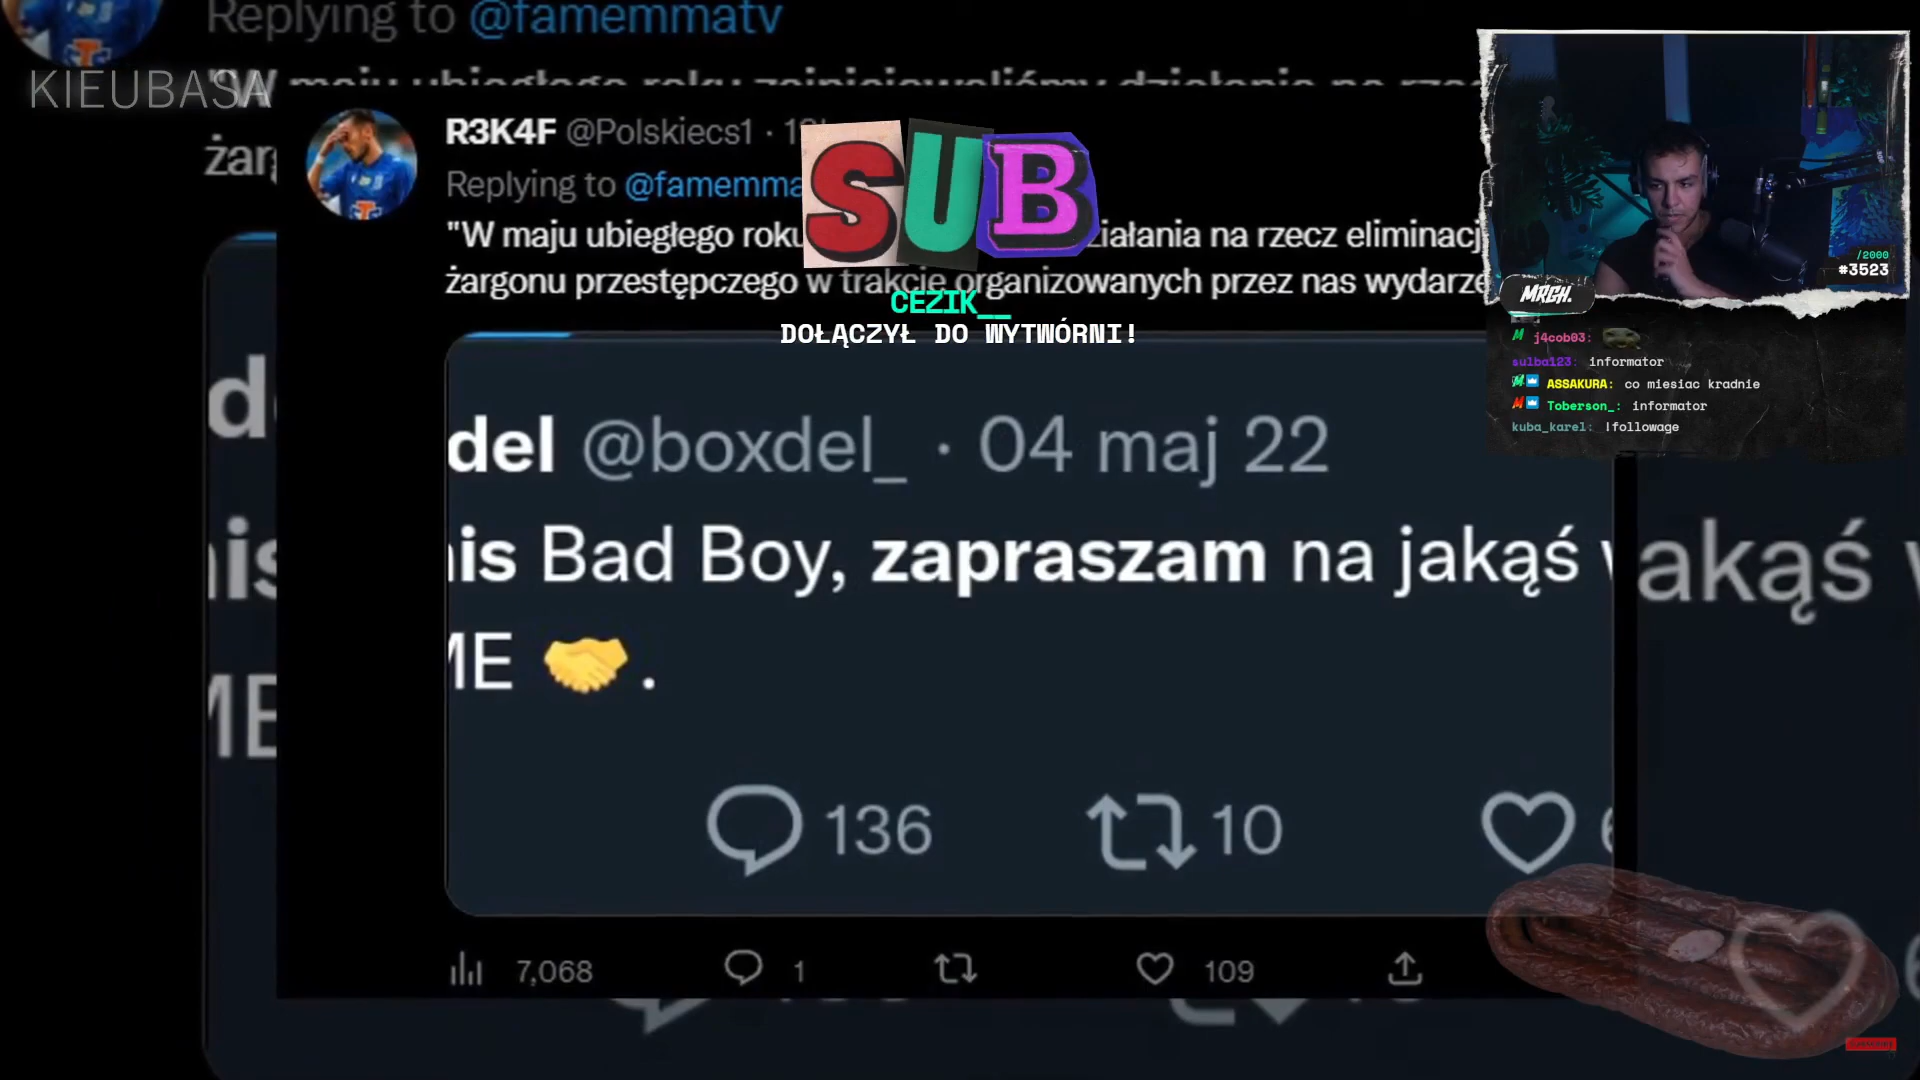 Replying to @famemmatv
KIEUBASA
R3K4F @Polskiecs1
Replying to @famemma
"W maju ubiegłego roku działania na rzecz eliminacj
żargonu przestępczego w trakcie organizowanych przez nas wydarze
SUB
CEZIK__
DOŁĄCZYŁ DO WYTWÓRNI!
del @boxdel_ · 04 maj 22
nis Bad Boy, zapraszam na jakąś
akąś
ME 🤝.
136 10
7,068 1 109
/2000
#3523
MRGH.
j4cob03:
sulba123: informator
ASSAKURA: co miesiac kradnie
Toberson_: informator
kuba_karel: !followage